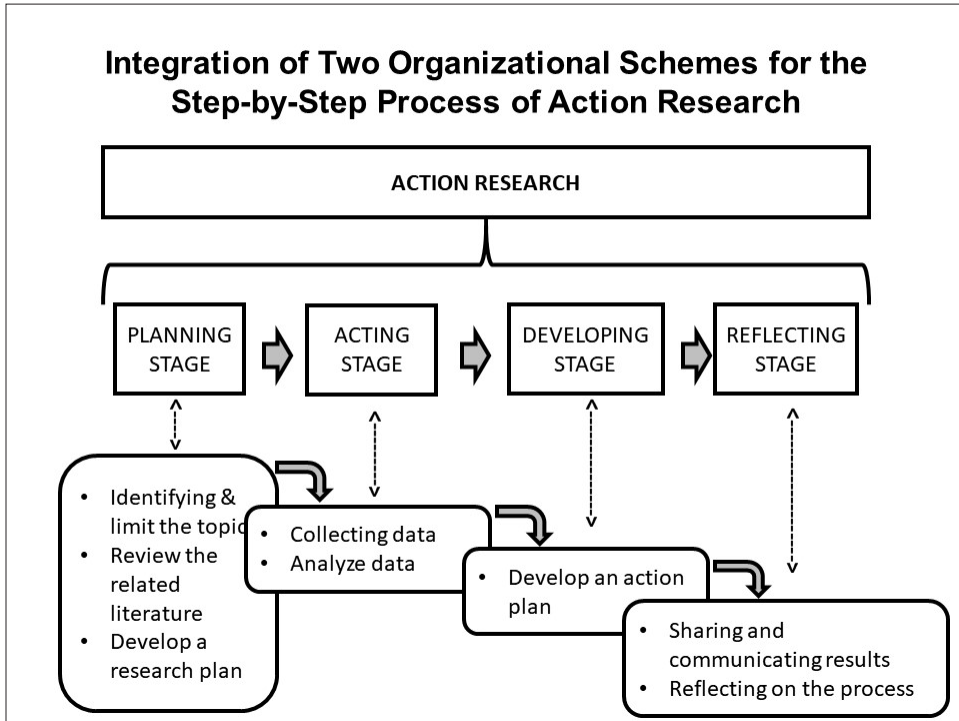 Integration of Two Organizational Schemes for the
Step-by-Step Process of Action Research
ACTION RESEARCH
PLANNING
STAGE
ACTING
STAGE
DEVELOPING
STAGE
REFLECTING
STAGE
• Identifying &
limit the topic
• Review the
related
literature
• Develop a
research plan
• Collecting data
• Analyze data
• Develop an action
plan
• Sharing and
communicating results
• Reflecting on the process